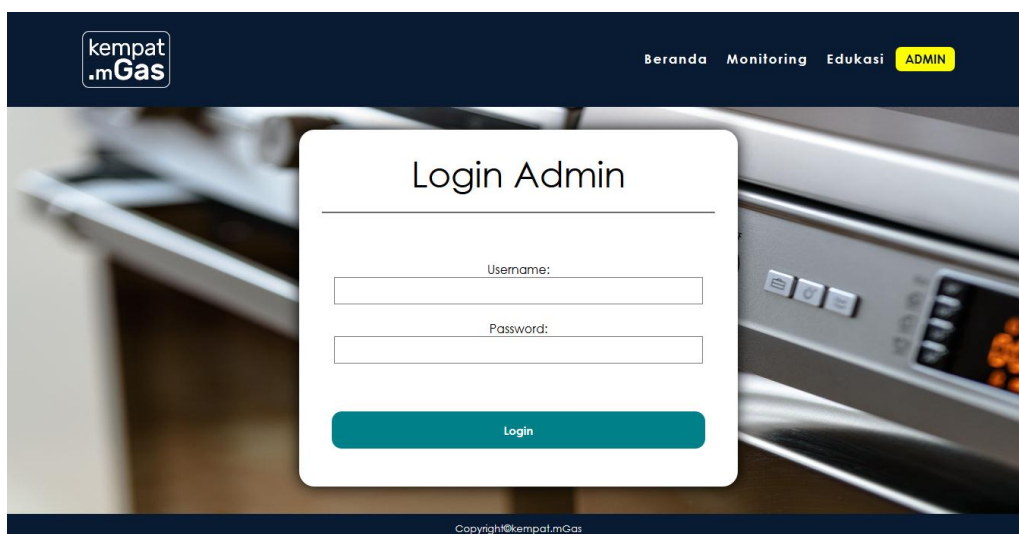 kempat
.mGas
Beranda Monitoring Edukasi ADMIN
Login Admin
Username:
Password:
Login
Copyright©kempat.mGas